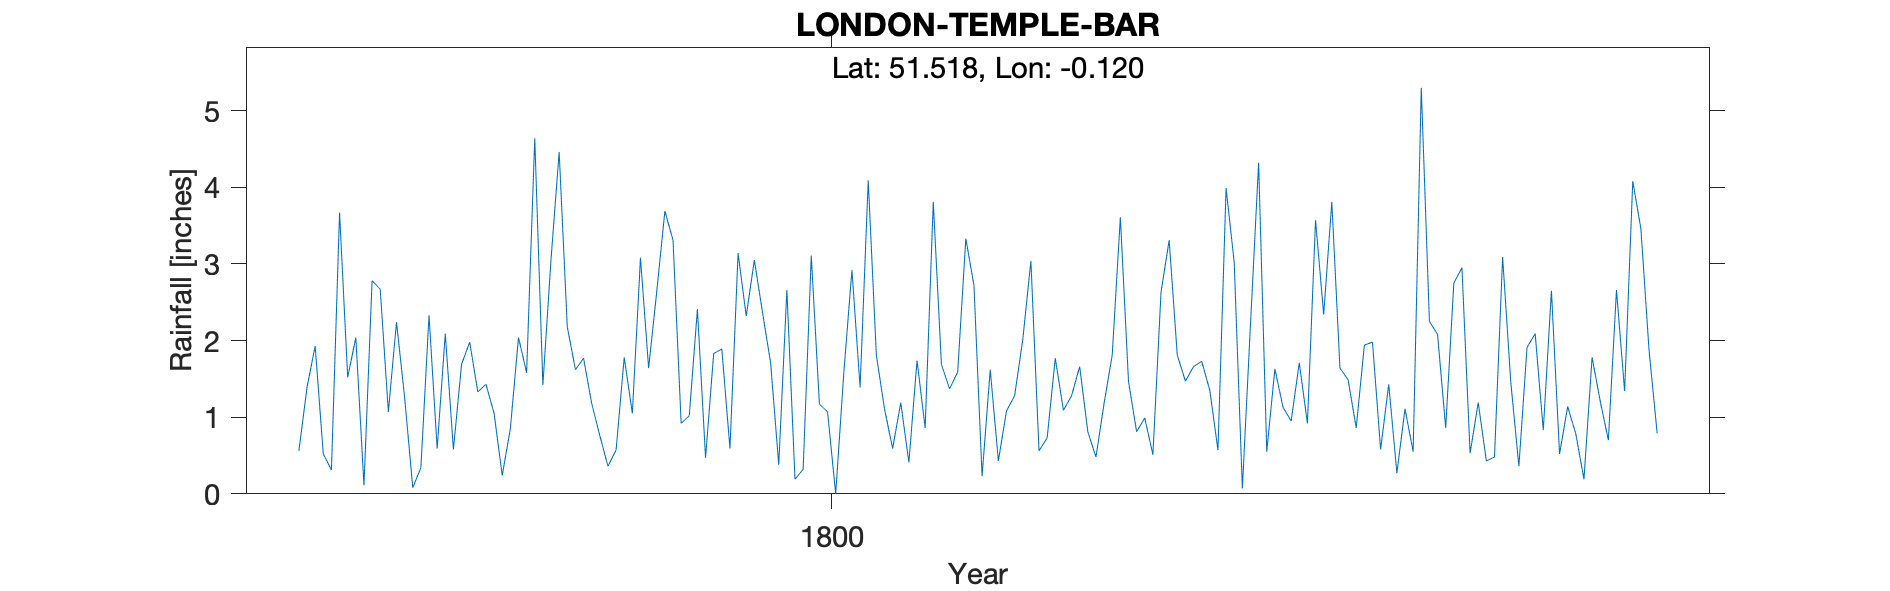 LONDON-TEMPLE-BAR
Lat: 51.518, Lon: -0.120
5
4
3
2
1
0
Rainfall [inches]
1800
Year